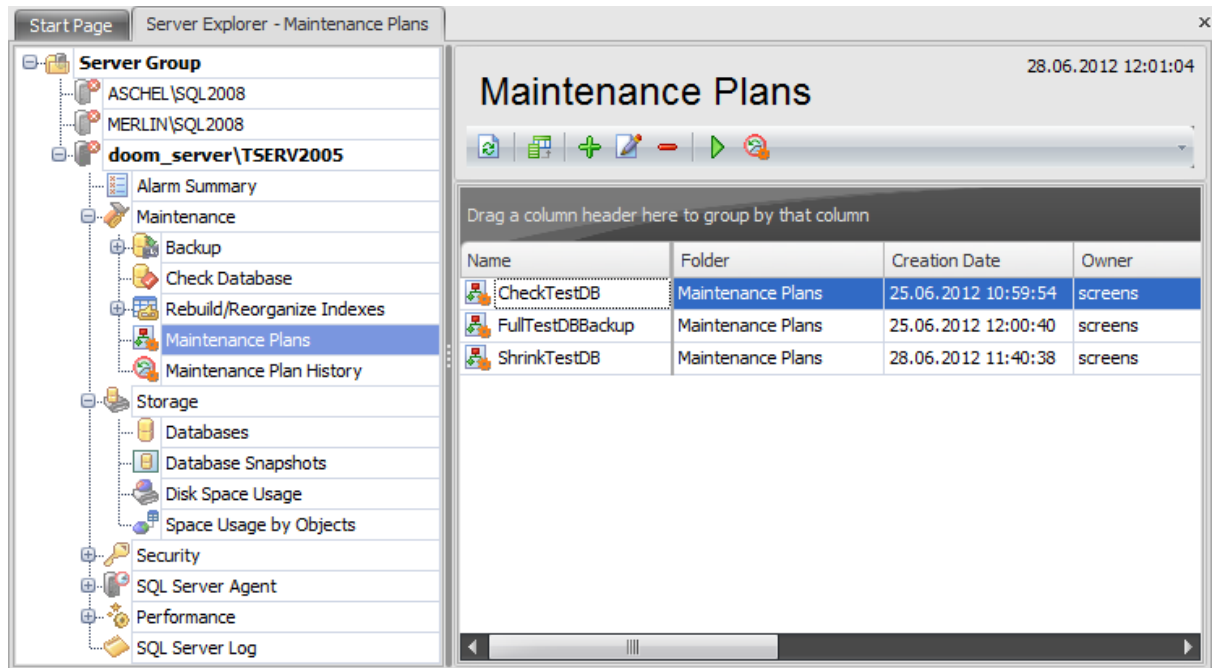 Start Page
Server Explorer - Maintenance Plans
Server Group
ASCHEL\SQL2008
MERLIN\SQL2008
doom_server\TSERV2005
Alarm Summary
Maintenance
Backup
Check Database
Rebuild/Reorganize Indexes
Maintenance Plans
Maintenance Plan History
Storage
Databases
Database Snapshots
Disk Space Usage
Space Usage by Objects
Security
SQL Server Agent
Performance
SQL Server Log
28.06.2012 12:01:04
Maintenance Plans
Drag a column header here to group by that column
Name Folder Creation Date Owner
CheckTestDB Maintenance Plans 25.06.2012 10:59:54 screens
FullTestDBBackup Maintenance Plans 25.06.2012 12:00:40 screens
ShrinkTestDB Maintenance Plans 28.06.2012 11:40:38 screens